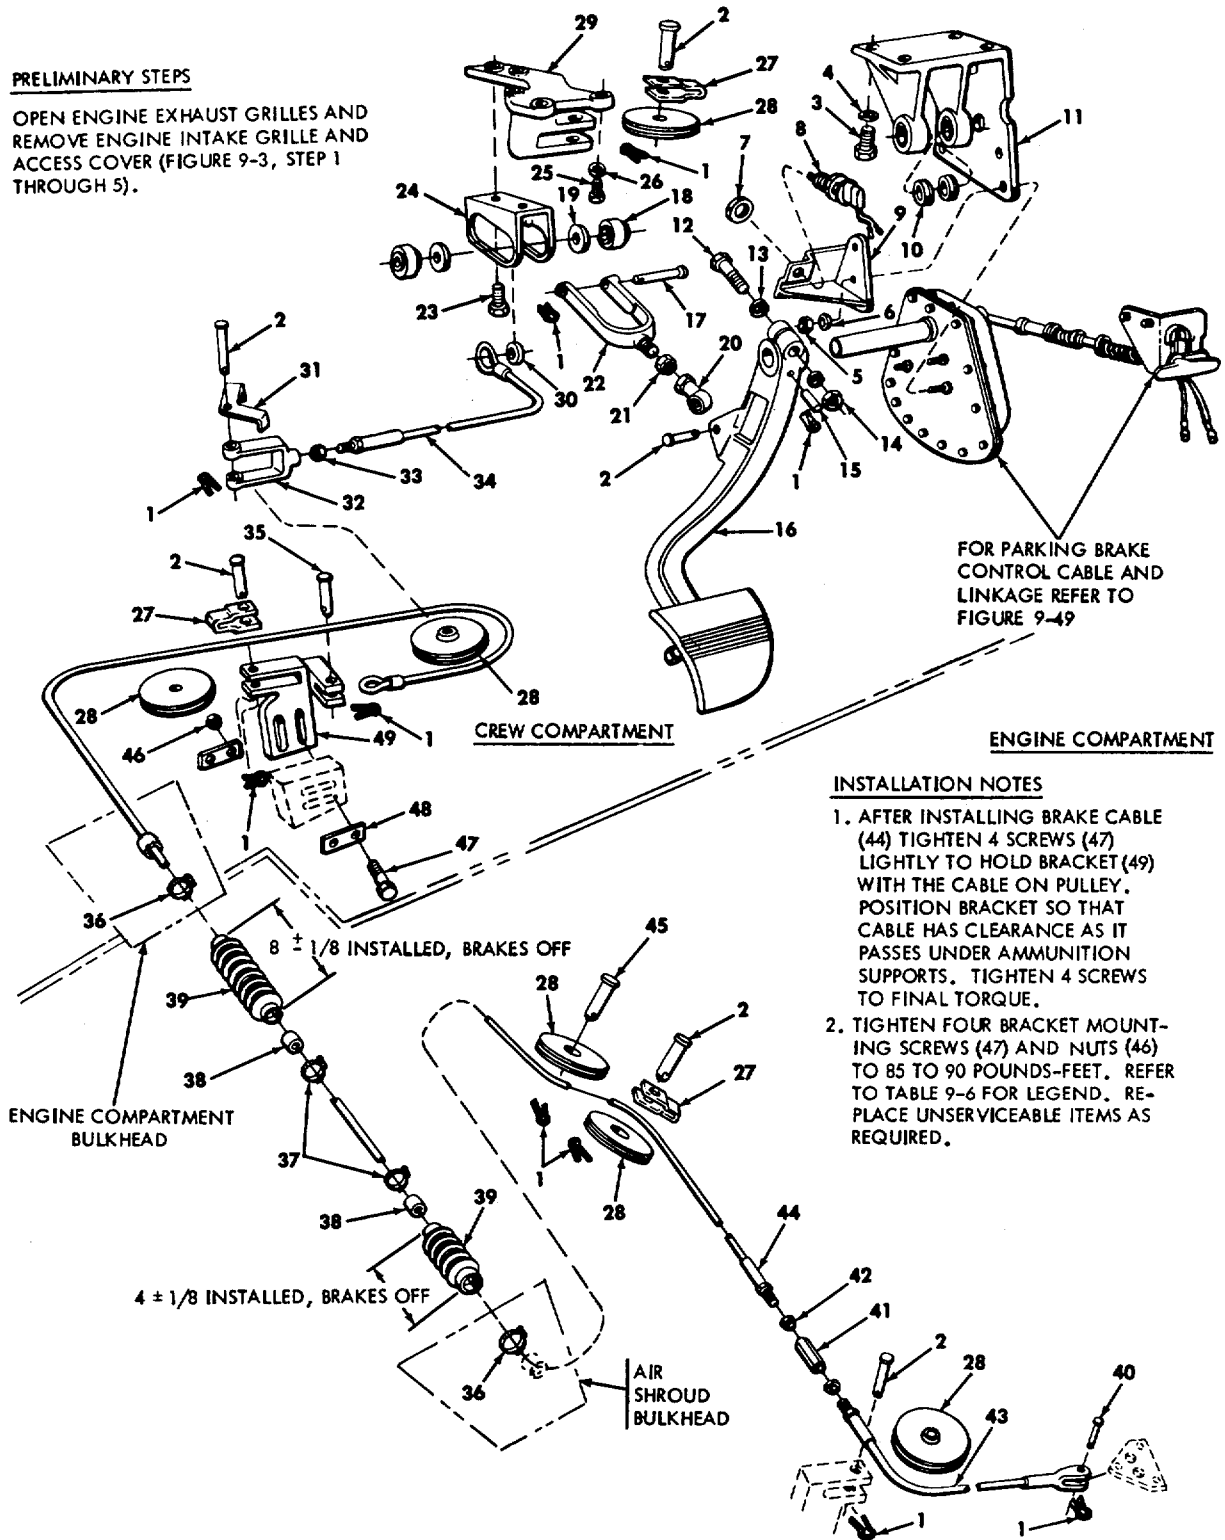 PRELIMINARY STEPS
OPEN ENGINE EXHAUST GRILLES AND
REMOVE ENGINE INTAKE GRILLE AND
ACCESS COVER (FIGURE 9-3, STEP 1
THROUGH 5).
29
2
27
28
1
25
26
24
19
18
23
4
3
11
8
7
9
10
12
13
6
5
17
1
22
21
20
30
2
31
33
34
32
1
2
15
14
1
16
FOR PARKING BRAKE
CONTROL CABLE AND
LINKAGE REFER TO
FIGURE 9-49
2
35
27
28
28
46
49
1
1
48
47
CREW COMPARTMENT
ENGINE COMPARTMENT
INSTALLATION NOTES
1. AFTER INSTALLING BRAKE CABLE
(44) TIGHTEN 4 SCREWS (47)
LIGHTLY TO HOLD BRACKET (49)
WITH THE CABLE ON PULLEY.
POSITION BRACKET SO THAT
CABLE HAS CLEARANCE AS IT
PASSES UNDER AMMUNITION
SUPPORTS. TIGHTEN 4 SCREWS
TO FINAL TORQUE.
2. TIGHTEN FOUR BRACKET MOUNT-
ING SCREWS (47) AND NUTS (46)
TO 85 TO 90 POUNDS-FEET. REFER
TO TABLE 9-6 FOR LEGEND. RE-
PLACE UNSERVICEABLE ITEMS AS
REQUIRED.
36
8 ± 1/8 INSTALLED, BRAKES OFF
39
38
ENGINE COMPARTMENT
BULKHEAD
37
38
39
4 ± 1/8 INSTALLED, BRAKES OFF
36
AIR
SHROUD
BULKHEAD
45
28
2
27
1
28
44
42
41
2
28
40
43
1
1